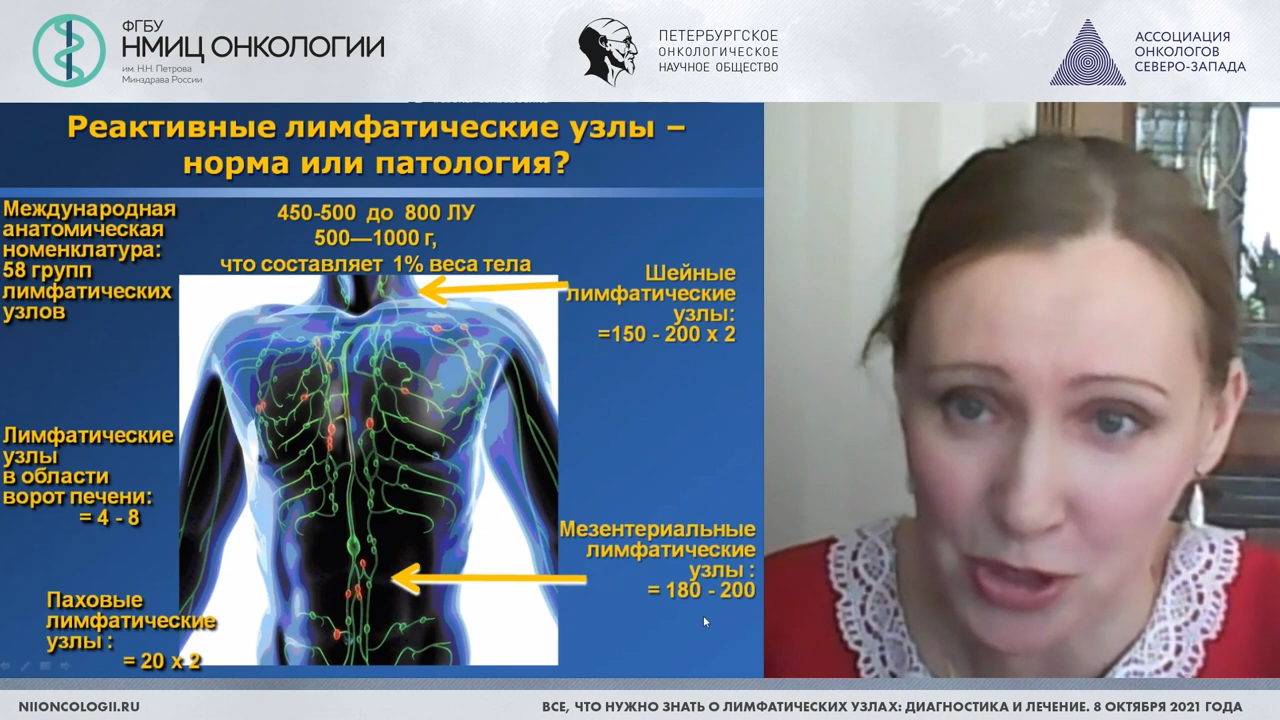 ФГБУ
НМИЦ ОНКОЛОГИИ
им. Н.Н. Петрова
Минздрава России
ПЕТЕРБУРГСКОЕ
ОНКОЛОГИЧЕСКОЕ
НАУЧНОЕ ОБЩЕСТВО
АССОЦИАЦИЯ
ОНКОЛОГОВ
СЕВЕРО-ЗАПАДА
Реактивные лимфатические узлы –
норма или патология?
Международная
анатомическая
номенклатура:
58 групп
лимфатических
узлов
450-500 до 800 ЛУ
500—1000 г,
что составляет 1% веса тела
Шейные
лимфатические
узлы:
=150 - 200 x 2
Лимфатические
узлы
в области
ворот печени:
= 4 - 8
Мезентериальные
лимфатические
узлы :
= 180 - 200
Паховые
лимфатические
узлы :
= 20 x 2
NIIONCOLOGII.RU
ВСЕ, ЧТО НУЖНО ЗНАТЬ О ЛИМФАТИЧЕСКИХ УЗЛАХ: ДИАГНОСТИКА И ЛЕЧЕНИЕ. 8 ОКТЯБРЯ 2021 ГОДА